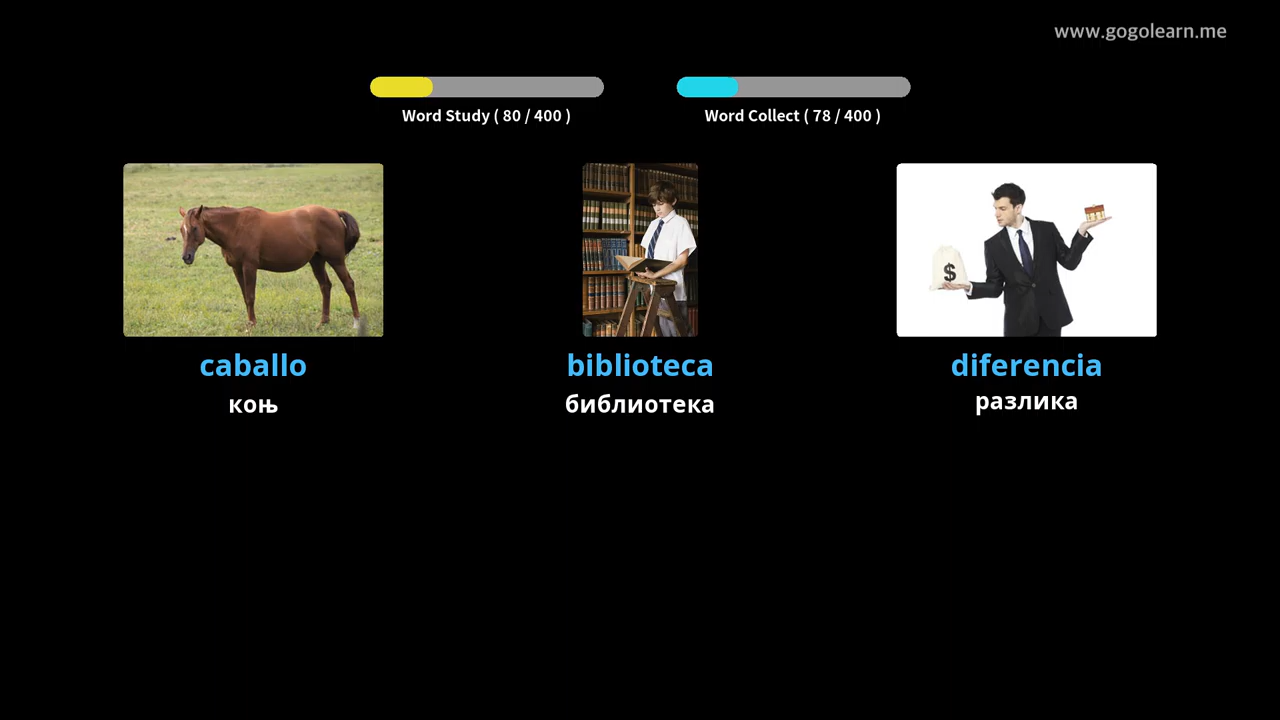 www.gogolearn.me
Word Study ( 80 / 400 )
Word Collect ( 78 / 400 )
$
caballo
biblioteca
diferencia
коњ
библиотека
разлика